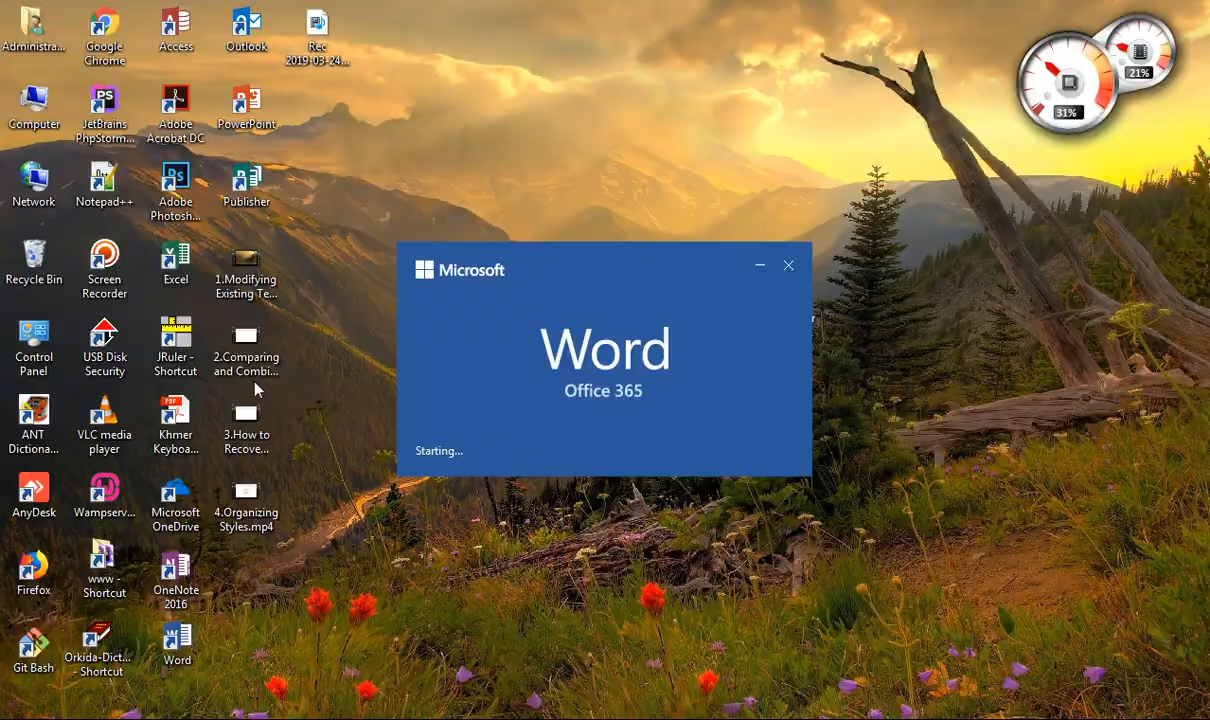 Administra...
Google
Chrome
Access
Outlook
Rec
2019-03-24...
21%
31%
Computer
PS
JetBrains
PhpStorm...
Adobe
Acrobat DC
PowerPoint
Network
Notepad++
Ps
Adobe
Photosh...
Publisher
Recycle Bin
Screen
Recorder
Excel
1.Modifying
Existing Te...
Microsoft
Word
Office 365
Starting...
Control
Panel
USB Disk
Security
JRuler -
Shortcut
2.Comparing
and Combi...
ANT
Dictiona...
VLC media
player
PDF
Khmer
Keyboa...
3.How to
Recove...
AnyDesk
Wampserv...
Microsoft
OneDrive
4.Organizing
Styles.mp4
Firefox
www -
Shortcut
OneNote
2016
Git Bash
Orkida-Dict...
- Shortcut
Word